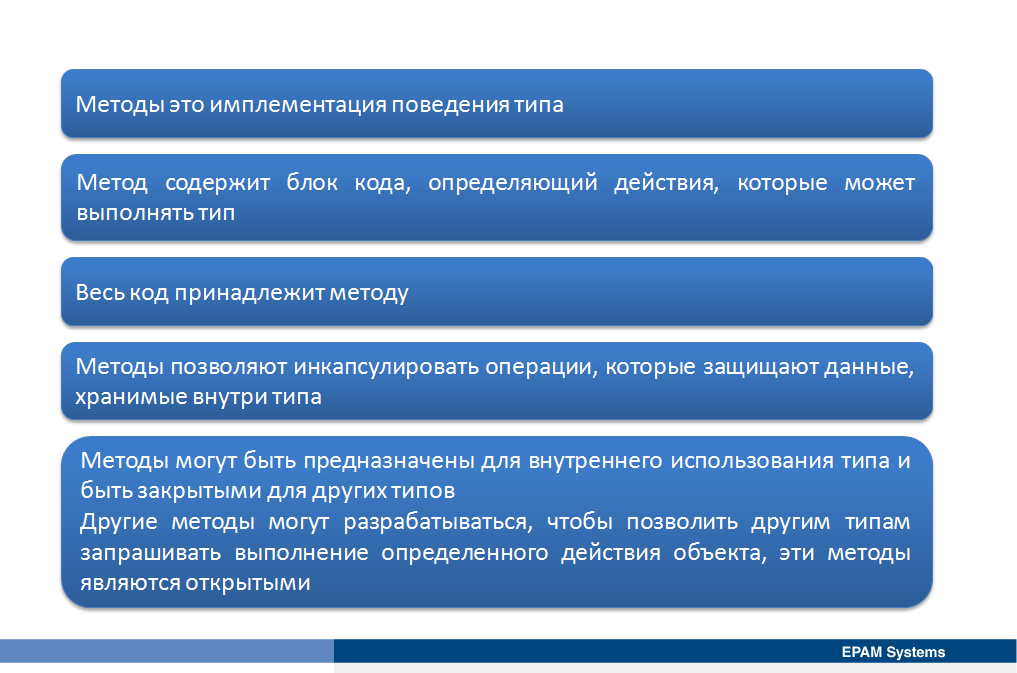 Методы это имплементация поведения типа
Метод содержит блок кода, определяющий действия, которые может
выполнять тип
Весь код принадлежит методу
Методы позволяют инкапсулировать операции, которые защищают данные,
хранимые внутри типа
Методы могут быть предназначены для внутреннего использования типа и
быть закрытыми для других типов
Другие методы могут разрабатываться, чтобы позволить другим типам
запрашивать выполнение определенного действия объекта, эти методы
являются открытыми
EPAM Systems